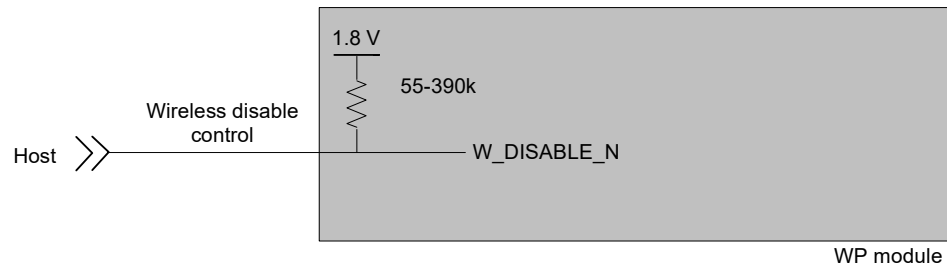 1.8 V
55-390k
Wireless disable
control
Host
W_DISABLE_N
WP module